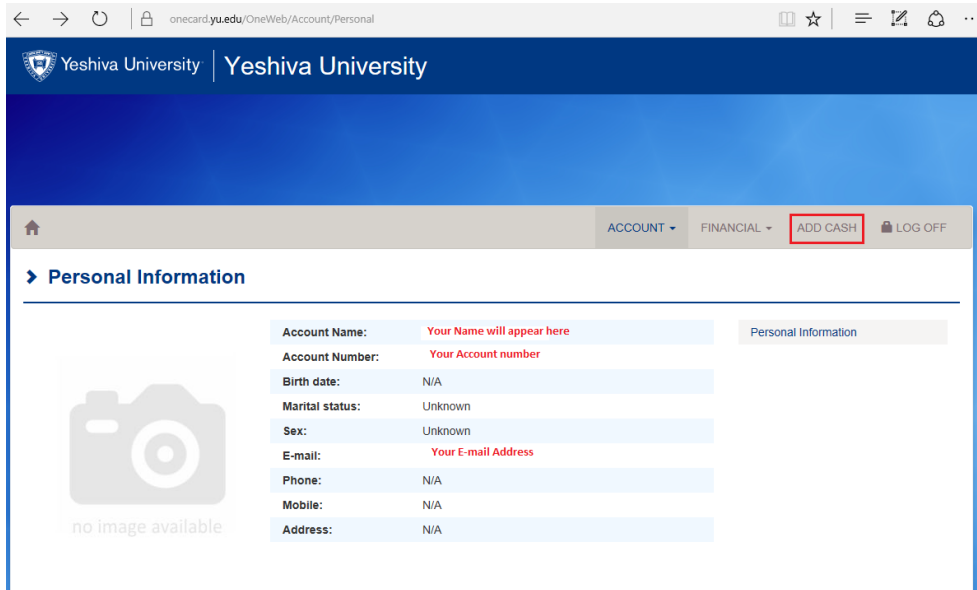 onecard.yu.edu/OneWeb/Account/Personal
Yeshiva University Yeshiva University
ACCOUNT FINANCIAL ADD CASH LOG OFF
Personal Information
Account Name: Your Name will appear here Personal Information
Account Number: Your Account number
Birth date: N/A
Marital status: Unknown
Sex: Unknown
E-mail: Your E-mail Address
Phone: N/A
Mobile: N/A
Address: N/A
no image available